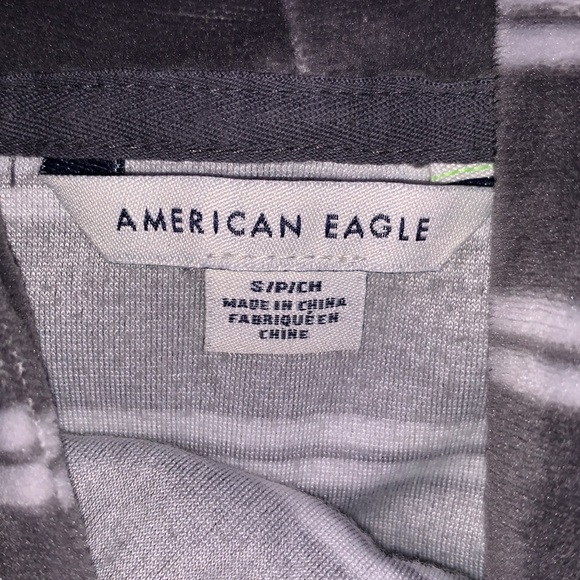 AMERICAN EAGLE
S/P/CH
MADE IN CHINA
FABRIQUÉ EN
CHINE